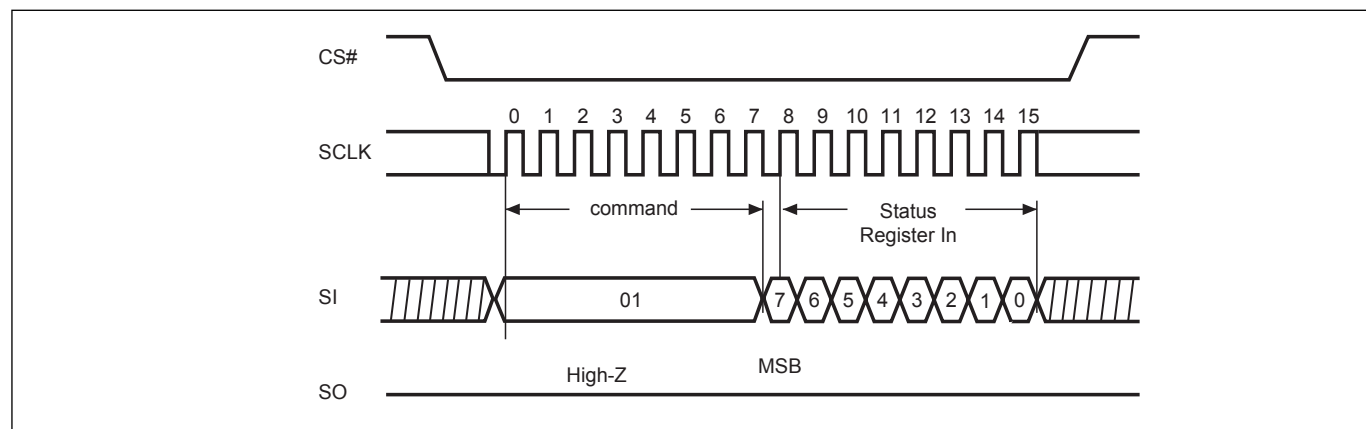 CS#
0 1 2 3 4 5 6 7 8 9 10 11 12 13 14 15
SCLK
command
Status
Register In
SI
01 7 6 5 4 3 2 1 0
MSB
High-Z
SO